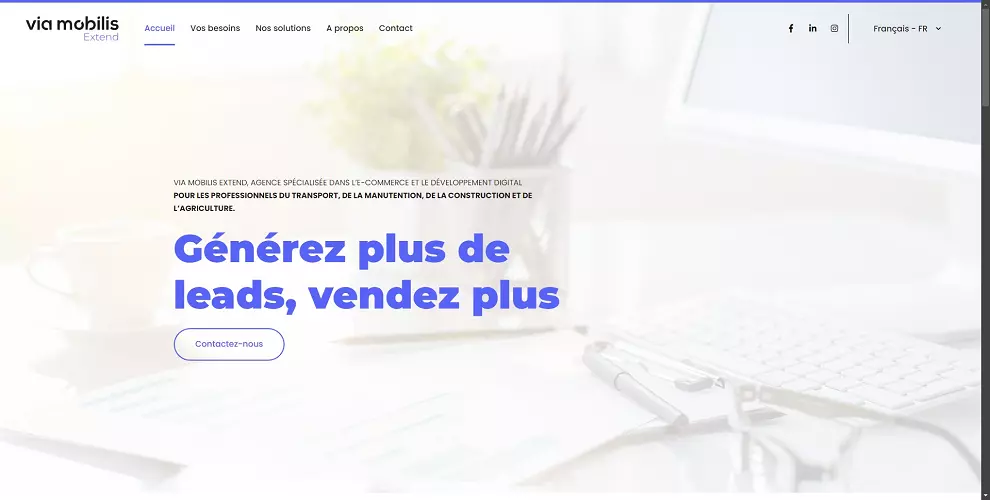 via mobilis
Extend
Accueil
Vos besoins
Nos solutions
A propos
Contact
Français - FR
VIA MOBILIS EXTEND, AGENCE SPÉCIALISÉE DANS L'E-COMMERCE ET LE DÉVELOPPEMENT DIGITAL
POUR LES PROFESSIONNELS DU TRANSPORT, DE LA MANUTENTION, DE LA CONSTRUCTION ET DE
L'AGRICULTURE.
Générez plus de
leads, vendez plus
Contactez-nous